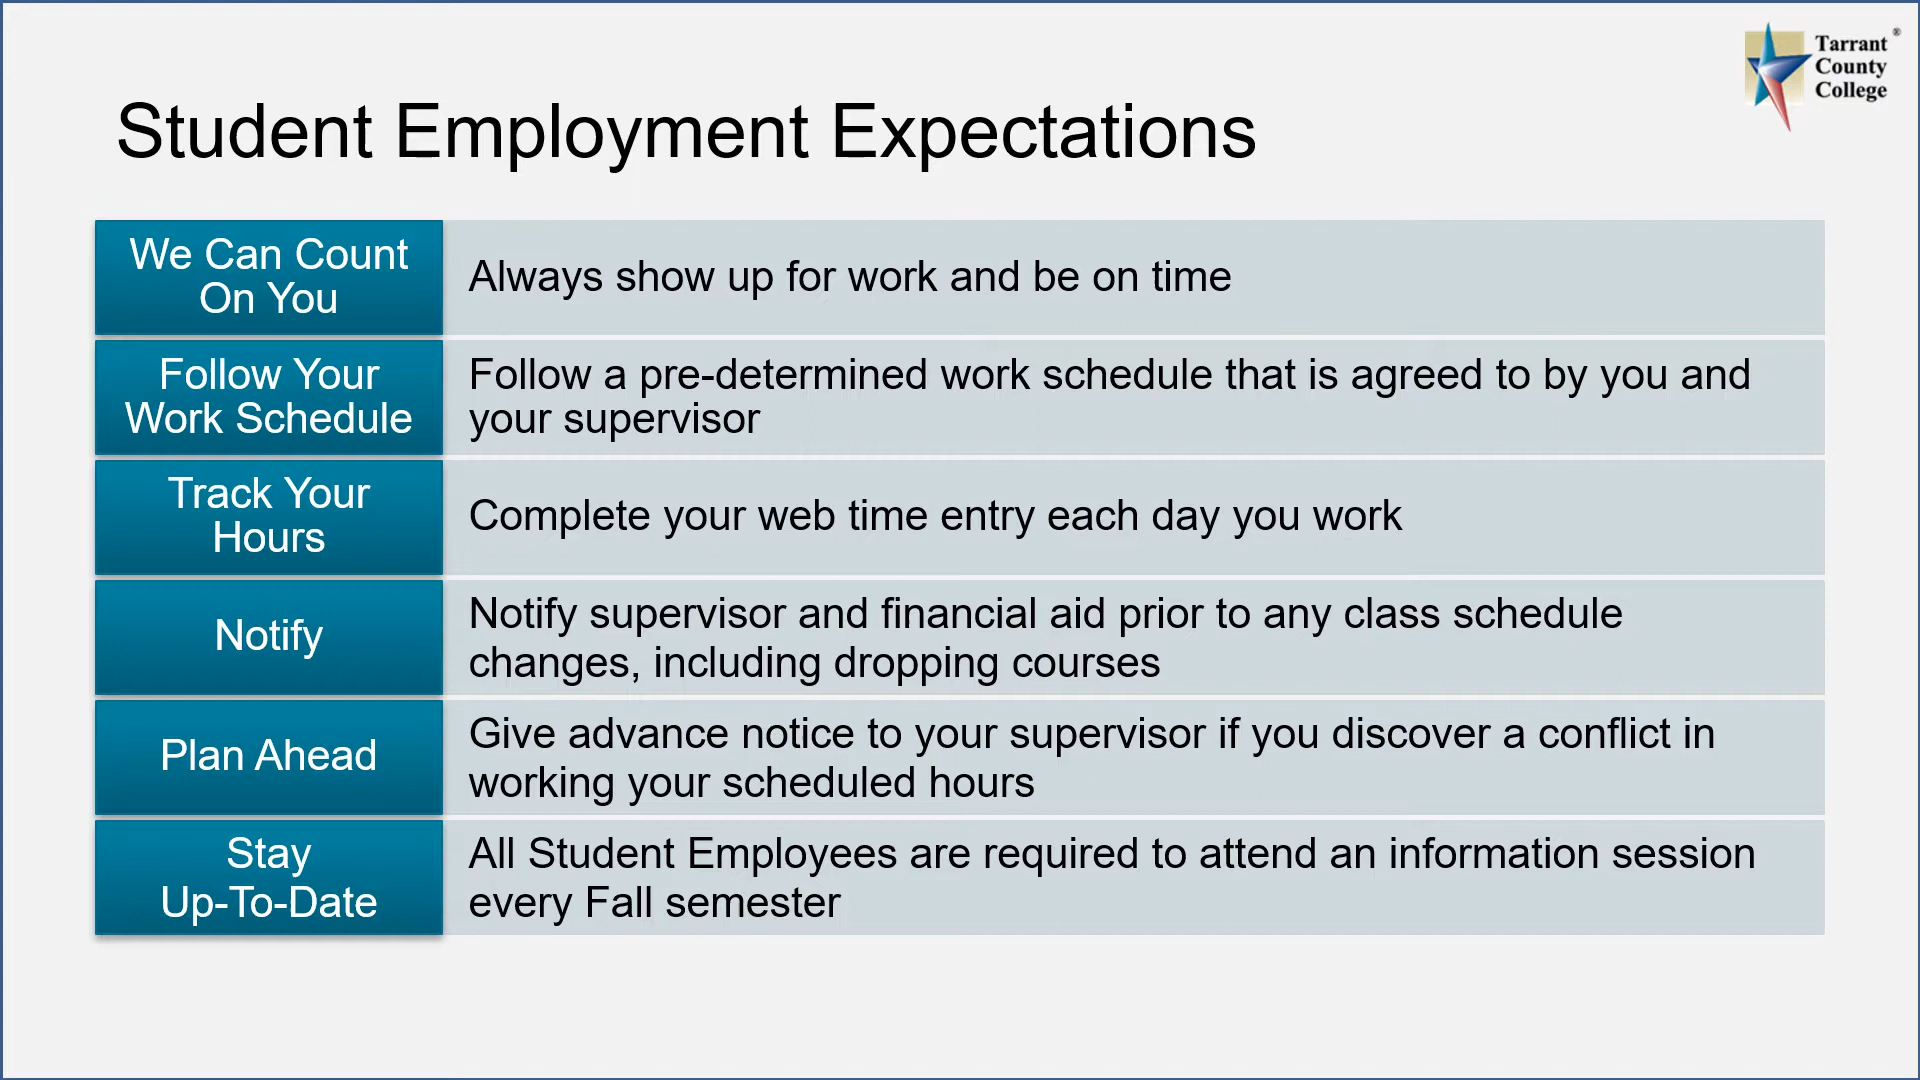 Tarrant ®
County
College
Student Employment Expectations
We Can Count
On You
Always show up for work and be on time
Follow Your
Work Schedule
Follow a pre-determined work schedule that is agreed to by you and
your supervisor
Track Your
Hours
Complete your web time entry each day you work
Notify
Notify supervisor and financial aid prior to any class schedule
changes, including dropping courses
Plan Ahead
Give advance notice to your supervisor if you discover a conflict in
working your scheduled hours
Stay
Up-To-Date
All Student Employees are required to attend an information session
every Fall semester